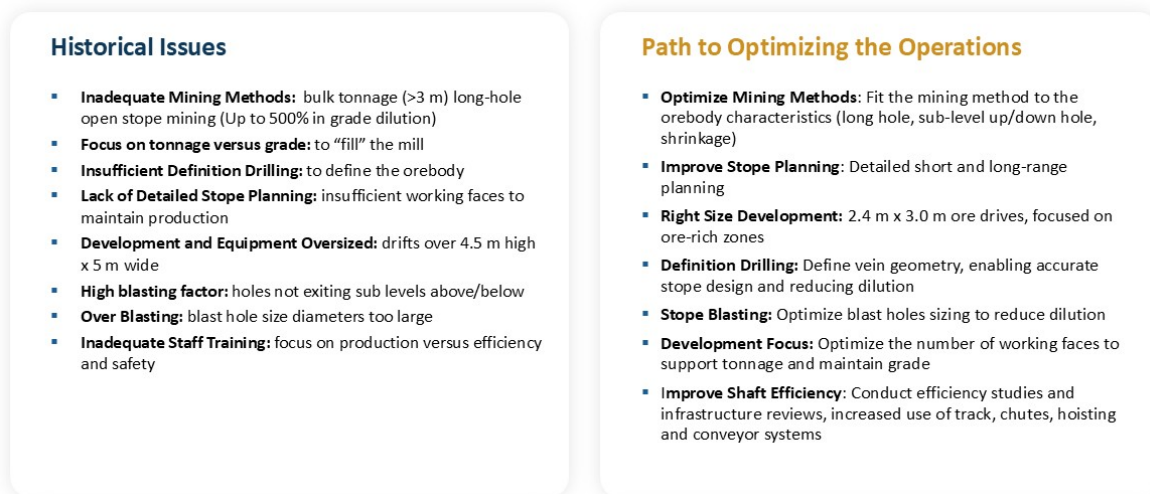 Historical Issues
▪ Inadequate Mining Methods: bulk tonnage (>3 m) long-hole
open stope mining (Up to 500% in grade dilution)
▪ Focus on tonnage versus grade: to “fill” the mill
▪ Insufficient Definition Drilling: to define the orebody
▪ Lack of Detailed Stope Planning: insufficient working faces to
maintain production
▪ Development and Equipment Oversized: drifts over 4.5 m high
x 5 m wide
▪ High blasting factor: holes not exiting sub levels above/below
▪ Over Blasting: blast hole size diameters too large
▪ Inadequate Staff Training: focus on production versus efficiency
and safety
Path to Optimizing the Operations
▪ Optimize Mining Methods: Fit the mining method to the
orebody characteristics (long hole, sub-level up/down hole,
shrinkage)
▪ Improve Stope Planning: Detailed short and long-range
planning
▪ Right Size Development: 2.4 m x 3.0 m ore drives, focused on
ore-rich zones
▪ Definition Drilling: Define vein geometry, enabling accurate
stope design and reducing dilution
▪ Stope Blasting: Optimize blast holes sizing to reduce dilution
▪ Development Focus: Optimize the number of working faces to
support tonnage and maintain grade
▪ Improve Shaft Efficiency: Conduct efficiency studies and
infrastructure reviews, increased use of track, chutes, hoisting
and conveyor systems